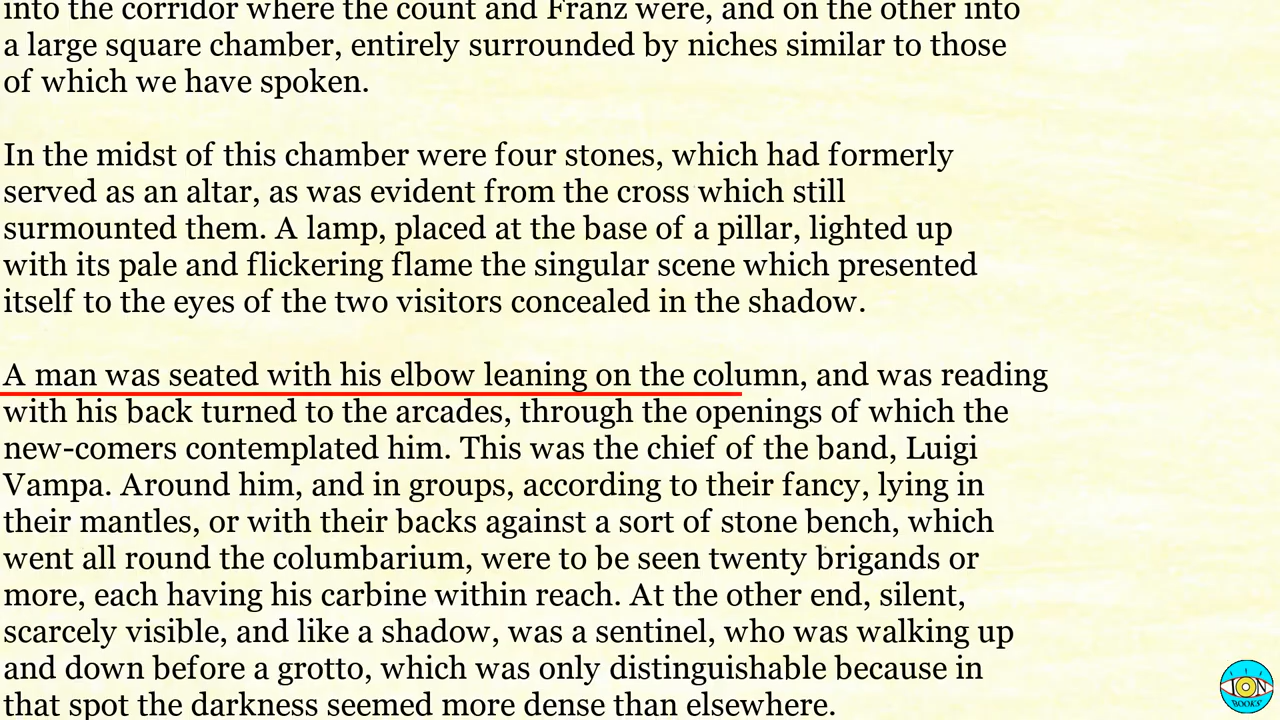 into the corridor where the count and Franz were, and on the other into
a large square chamber, entirely surrounded by niches similar to those
of which we have spoken.
In the midst of this chamber were four stones, which had formerly
served as an altar, as was evident from the cross which still
surmounted them. A lamp, placed at the base of a pillar, lighted up
with its pale and flickering flame the singular scene which presented
itself to the eyes of the two visitors concealed in the shadow.
A man was seated with his elbow leaning on the column, and was reading
with his back turned to the arcades, through the openings of which the
new-comers contemplated him. This was the chief of the band, Luigi
Vampa. Around him, and in groups, according to their fancy, lying in
their mantles, or with their backs against a sort of stone bench, which
went all round the columbarium, were to be seen twenty brigands or
more, each having his carbine within reach. At the other end, silent,
scarcely visible, and like a shadow, was a sentinel, who was walking up
and down before a grotto, which was only distinguishable because in
that spot the darkness seemed more dense than elsewhere.
ION
BOOKS